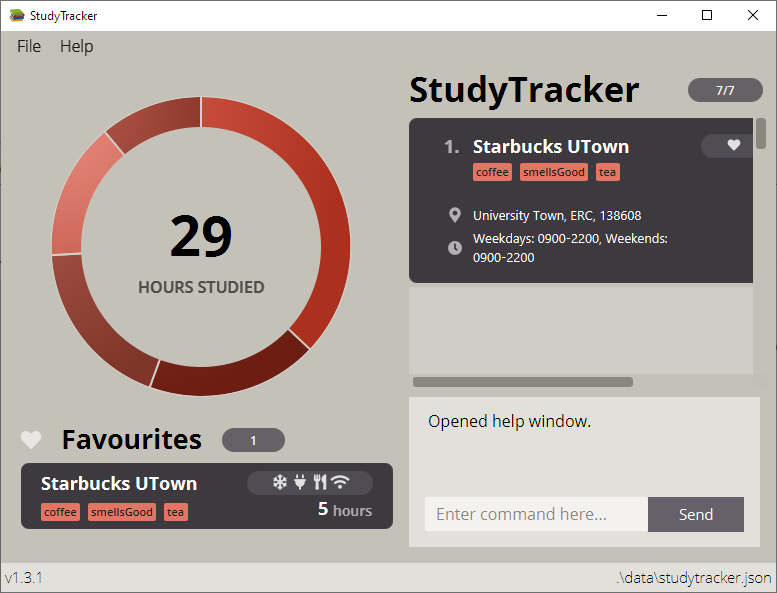 StudyTracker
File Help
29
HOURS STUDIED
Favourites 1
Starbucks UTown
coffee smellsGood tea
5 hours
StudyTracker 7/7
1. Starbucks UTown
coffee smellsGood tea
University Town, ERC, 138608
Weekdays: 0900-2200, Weekends:
0900-2200
Opened help window.
Enter command here...
Send
v1.3.1
.\data\studytracker.json